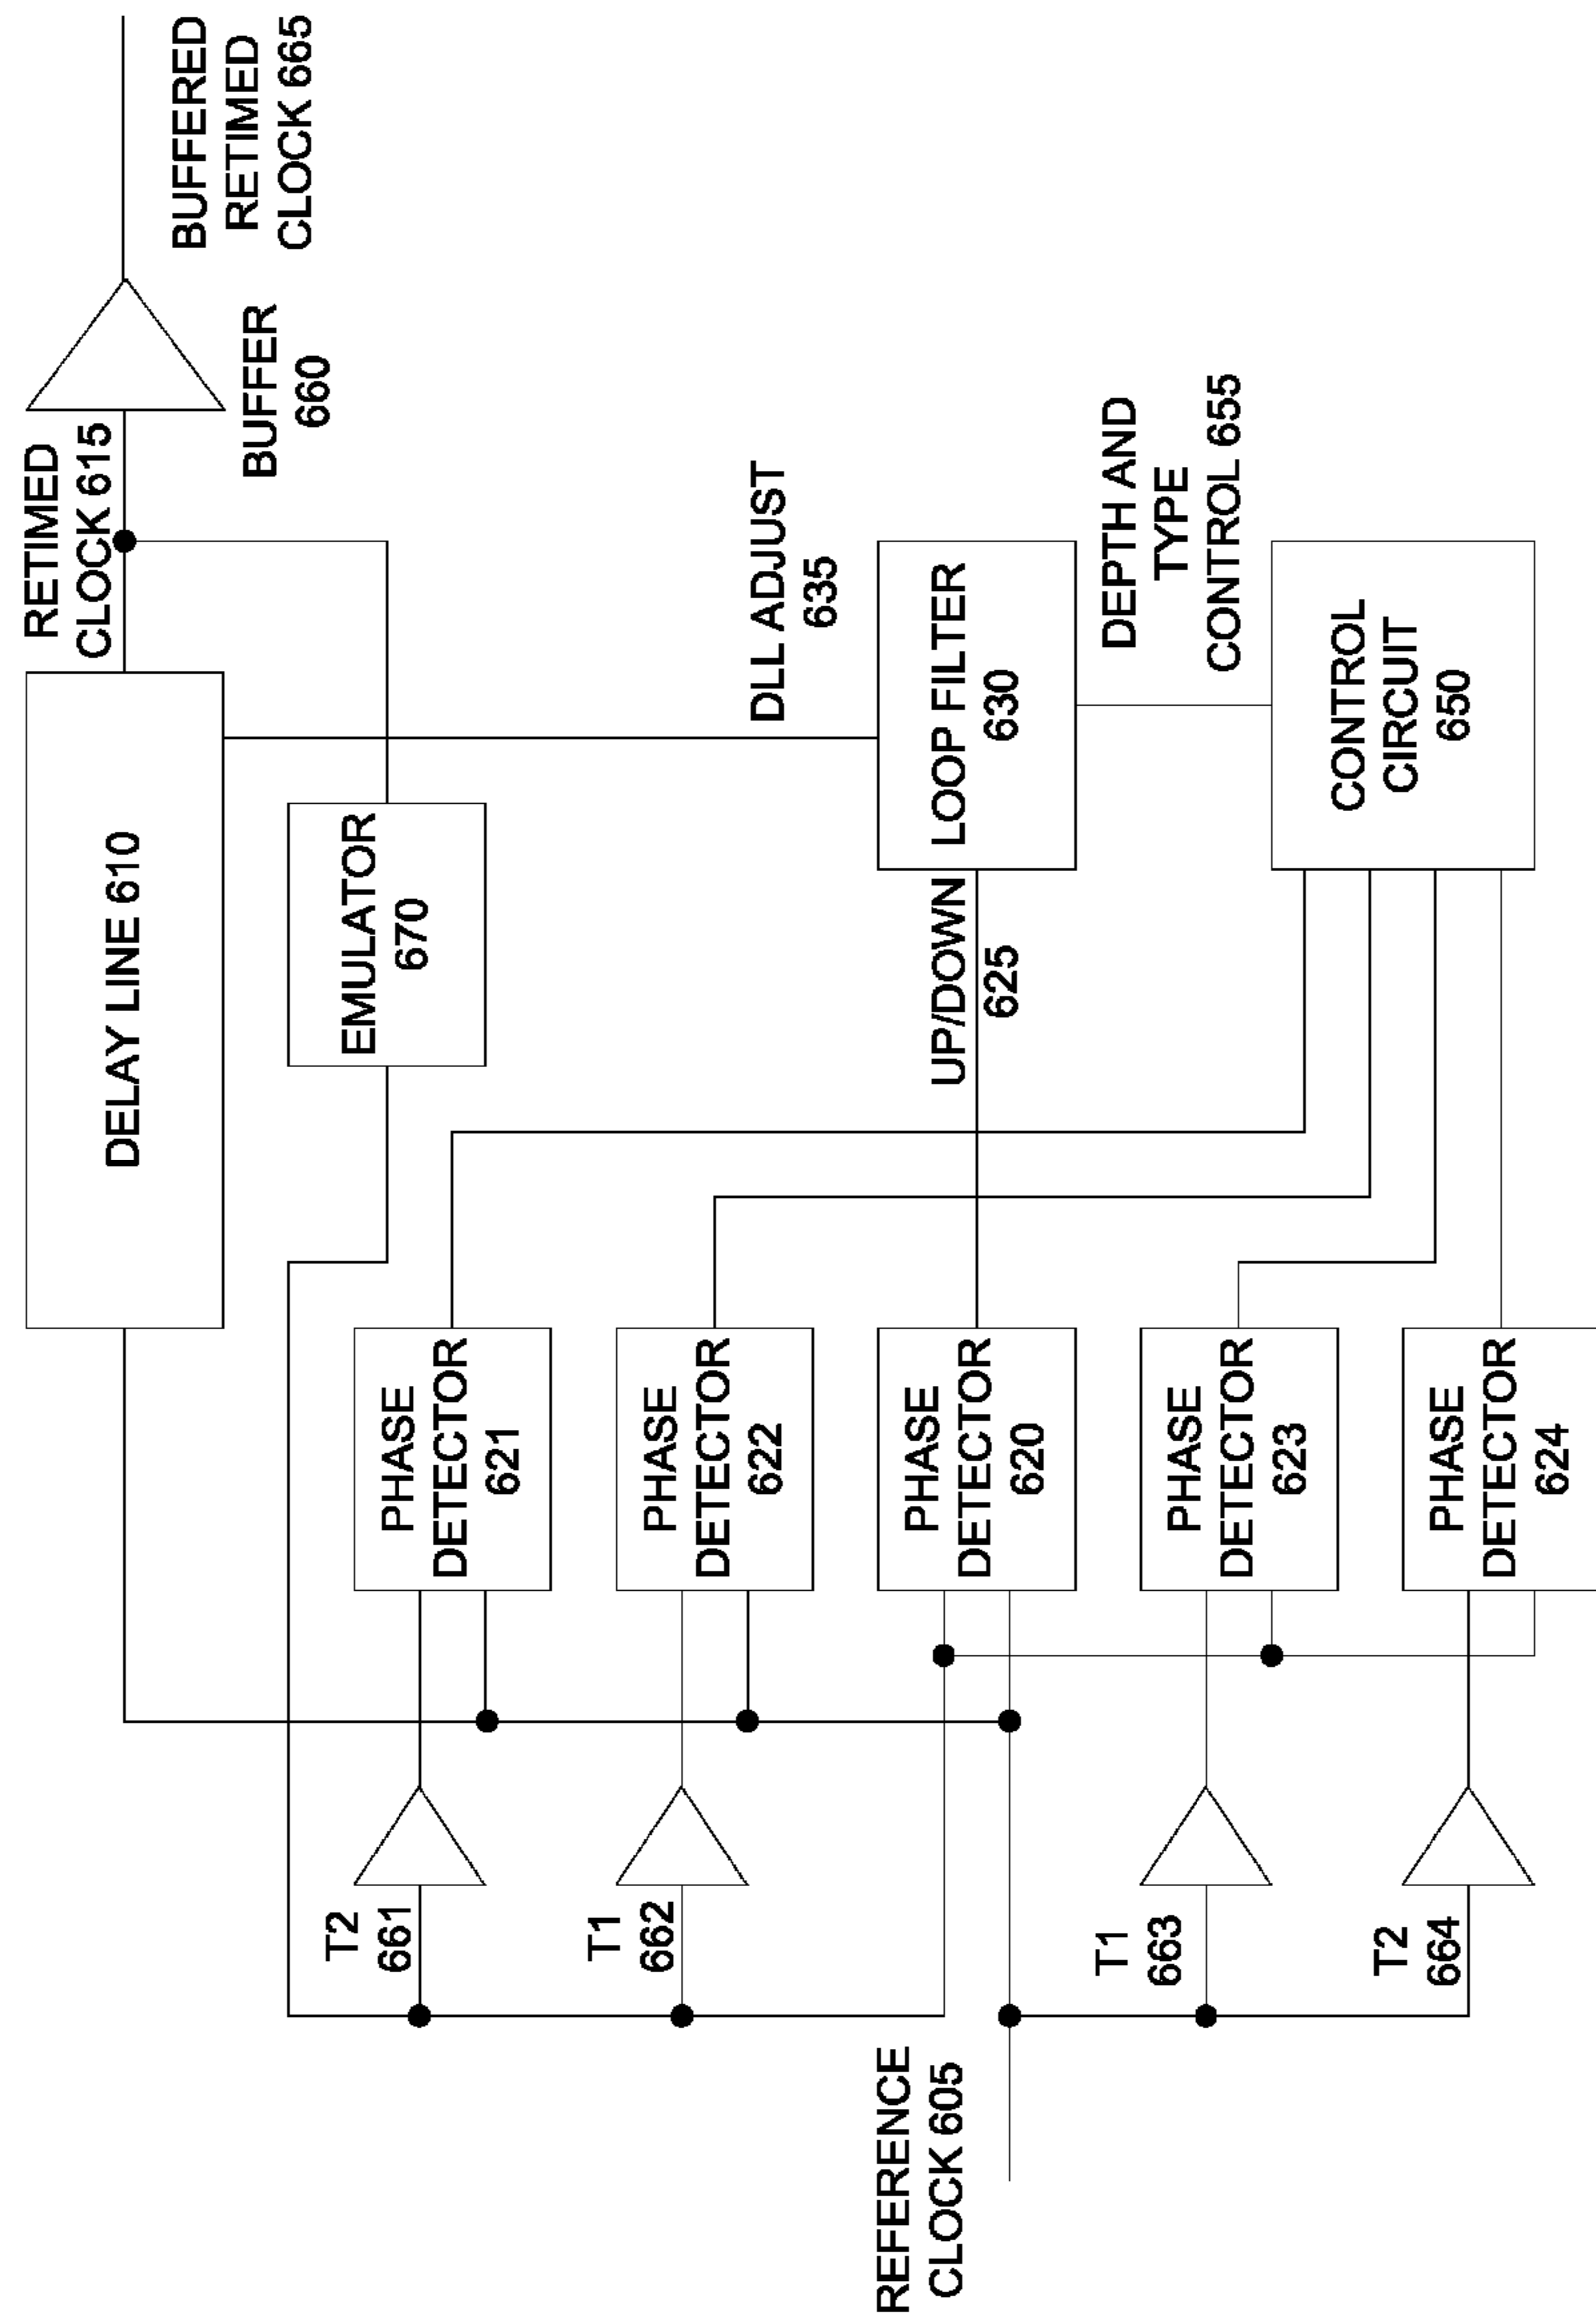 RETIMED
CLOCK 615
BUFFERED
RETIMED
CLOCK 665
BUFFER
660
DELAY LINE 610
EMULATOR
670
DLL ADJUST
635
T2
661
PHASE
DETECTOR
621
T1
662
PHASE
DETECTOR
622
REFERENCE
CLOCK 605
PHASE
DETECTOR
620
UP/DOWN
625
LOOP FILTER
630
DEPTH AND
TYPE
CONTROL 655
T1
663
PHASE
DETECTOR
623
CONTROL
CIRCUIT
650
T2
664
PHASE
DETECTOR
624